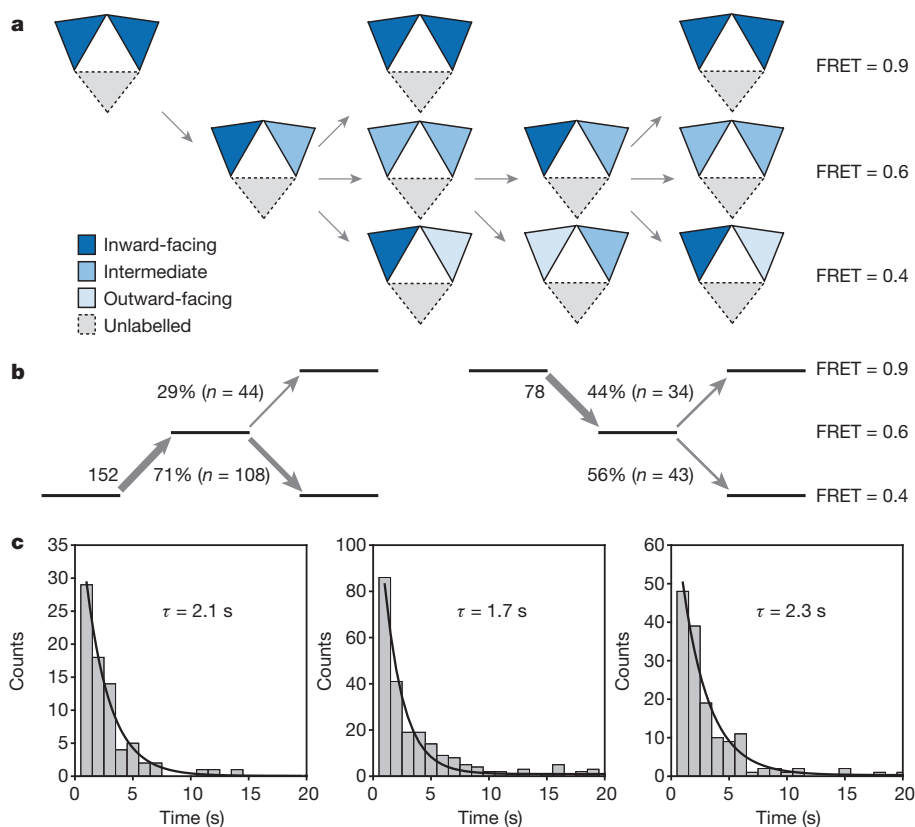 a
FRET = 0.9
FRET = 0.6
FRET = 0.4
Inward-facing
Intermediate
Outward-facing
Unlabelled
b
29% (n = 44)
152
71% (n = 108)
78
44% (n = 34)
56% (n = 43)
FRET = 0.9
FRET = 0.6
FRET = 0.4
c
35
30
25
20
15
10
5
0
Counts
τ = 2.1 s
0 5 10 15 20
Time (s)
100
80
60
40
20
0
Counts
τ = 1.7 s
0 5 10 15 20
Time (s)
60
50
40
30
20
10
0
Counts
τ = 2.3 s
0 5 10 15 20
Time (s)